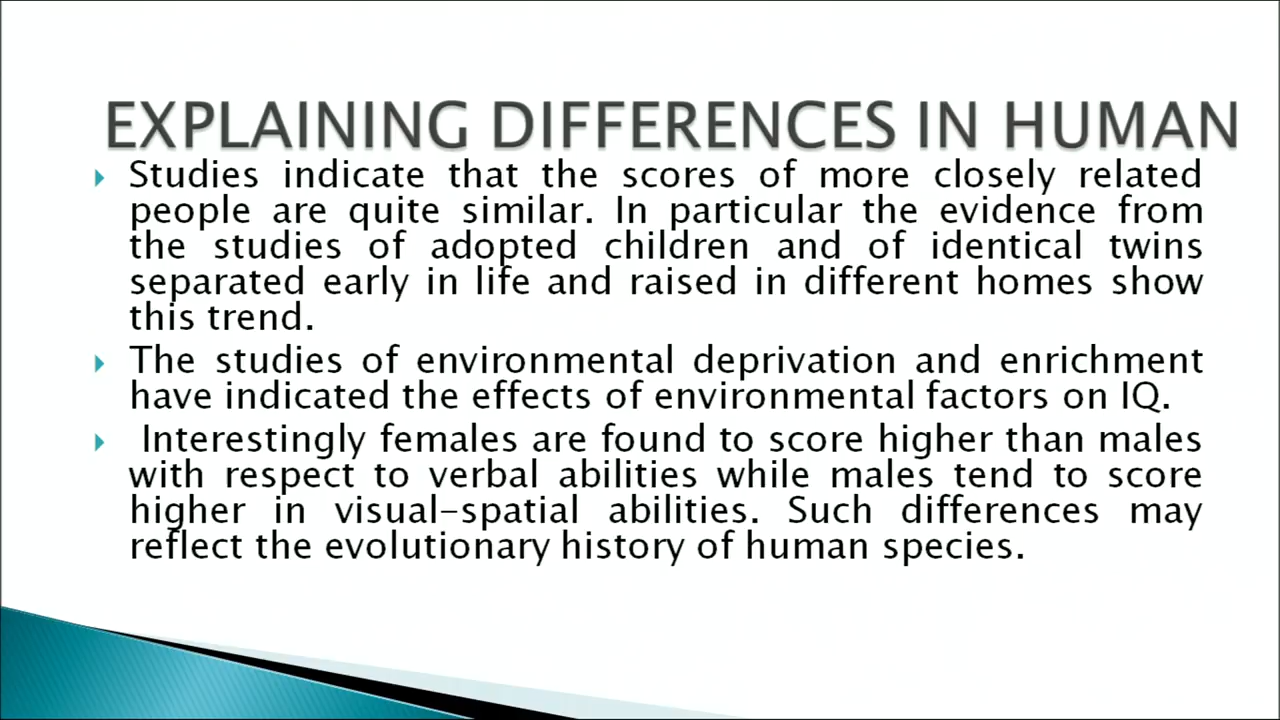 EXPLAINING DIFFERENCES IN HUMAN
Studies indicate that the scores of more closely related
people are quite similar. In particular the evidence from
the studies of adopted children and of identical twins
separated early in life and raised in different homes show
this trend.
The studies of environmental deprivation and enrichment
have indicated the effects of environmental factors on IQ.
Interestingly females are found to score higher than males
with respect to verbal abilities while males tend to score
higher in visual-spatial abilities. Such differences may
reflect the evolutionary history of human species.